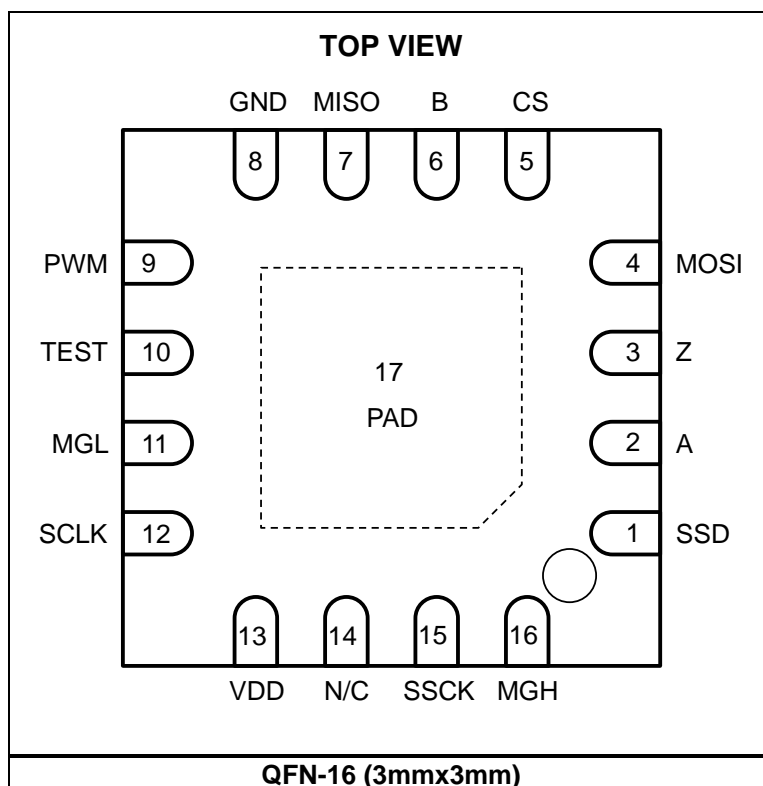 TOP VIEW
GND MISO B CS
8 7 6 5
PWM 9 4 MOSI
TEST 10 3 Z
17
PAD
MGL 11 2 A
SCLK 12 1 SSD
13 14 15 16
VDD N/C SSCK MGH
QFN-16 (3mmx3mm)